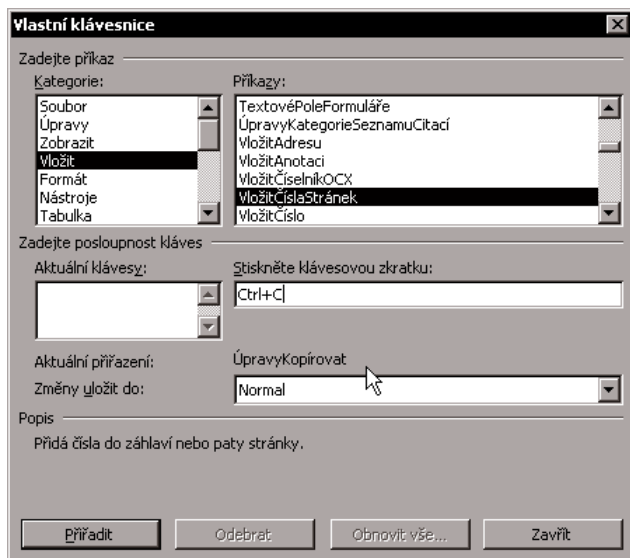 Vlastní klávesnice
Zadejte příkaz
Kategorie:
Příkazy:
Soubor
Úpravy
Zobrazit
Vložit
Formát
Nástroje
Tabulka
TextovéPoleFormuláře
ÚpravyKategorieSeznamuCitací
VložitAdresu
VložitAnotaci
VložitČíselníkOCX
VložitČíslaStránek
VložitČíslo
Zadejte posloupnost kláves
Aktuální klávesy:
Stiskněte klávesovou zkratku:
Ctrl+C
Aktuální přiřazení:
ÚpravyKopírovat
Změny uložit do:
Normal
Popis
Přidá čísla do záhlaví nebo paty stránky.
Přiřadit
Odebrat
Obnovit vše...
Zavřít